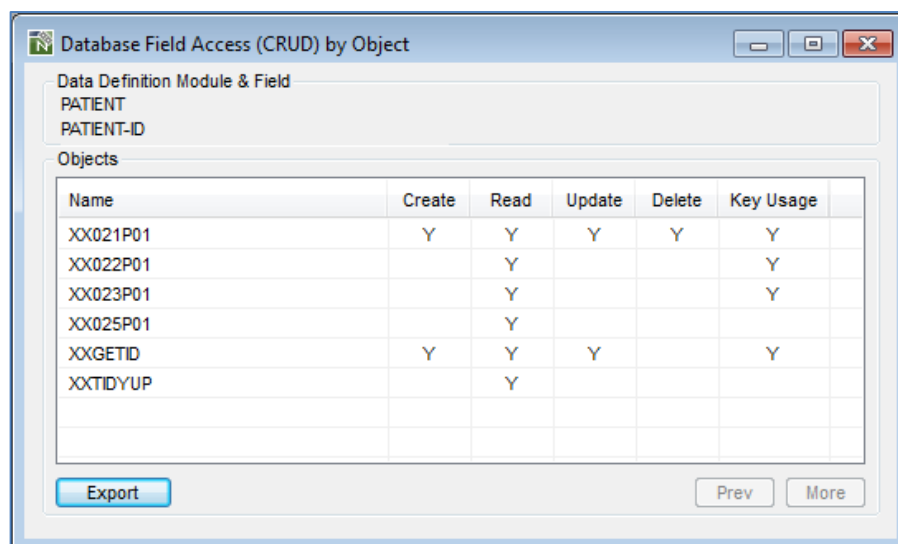 Database Field Access (CRUD) by Object
Data Definition Module & Field
PATIENT
PATIENT-ID
Objects
Name Create Read Update Delete Key Usage
XX021P01 Y Y Y Y Y
XX022P01 Y Y
XX023P01 Y Y
XX025P01 Y
XXGETID Y Y Y Y
XXTIDYUP Y
Export Prev More